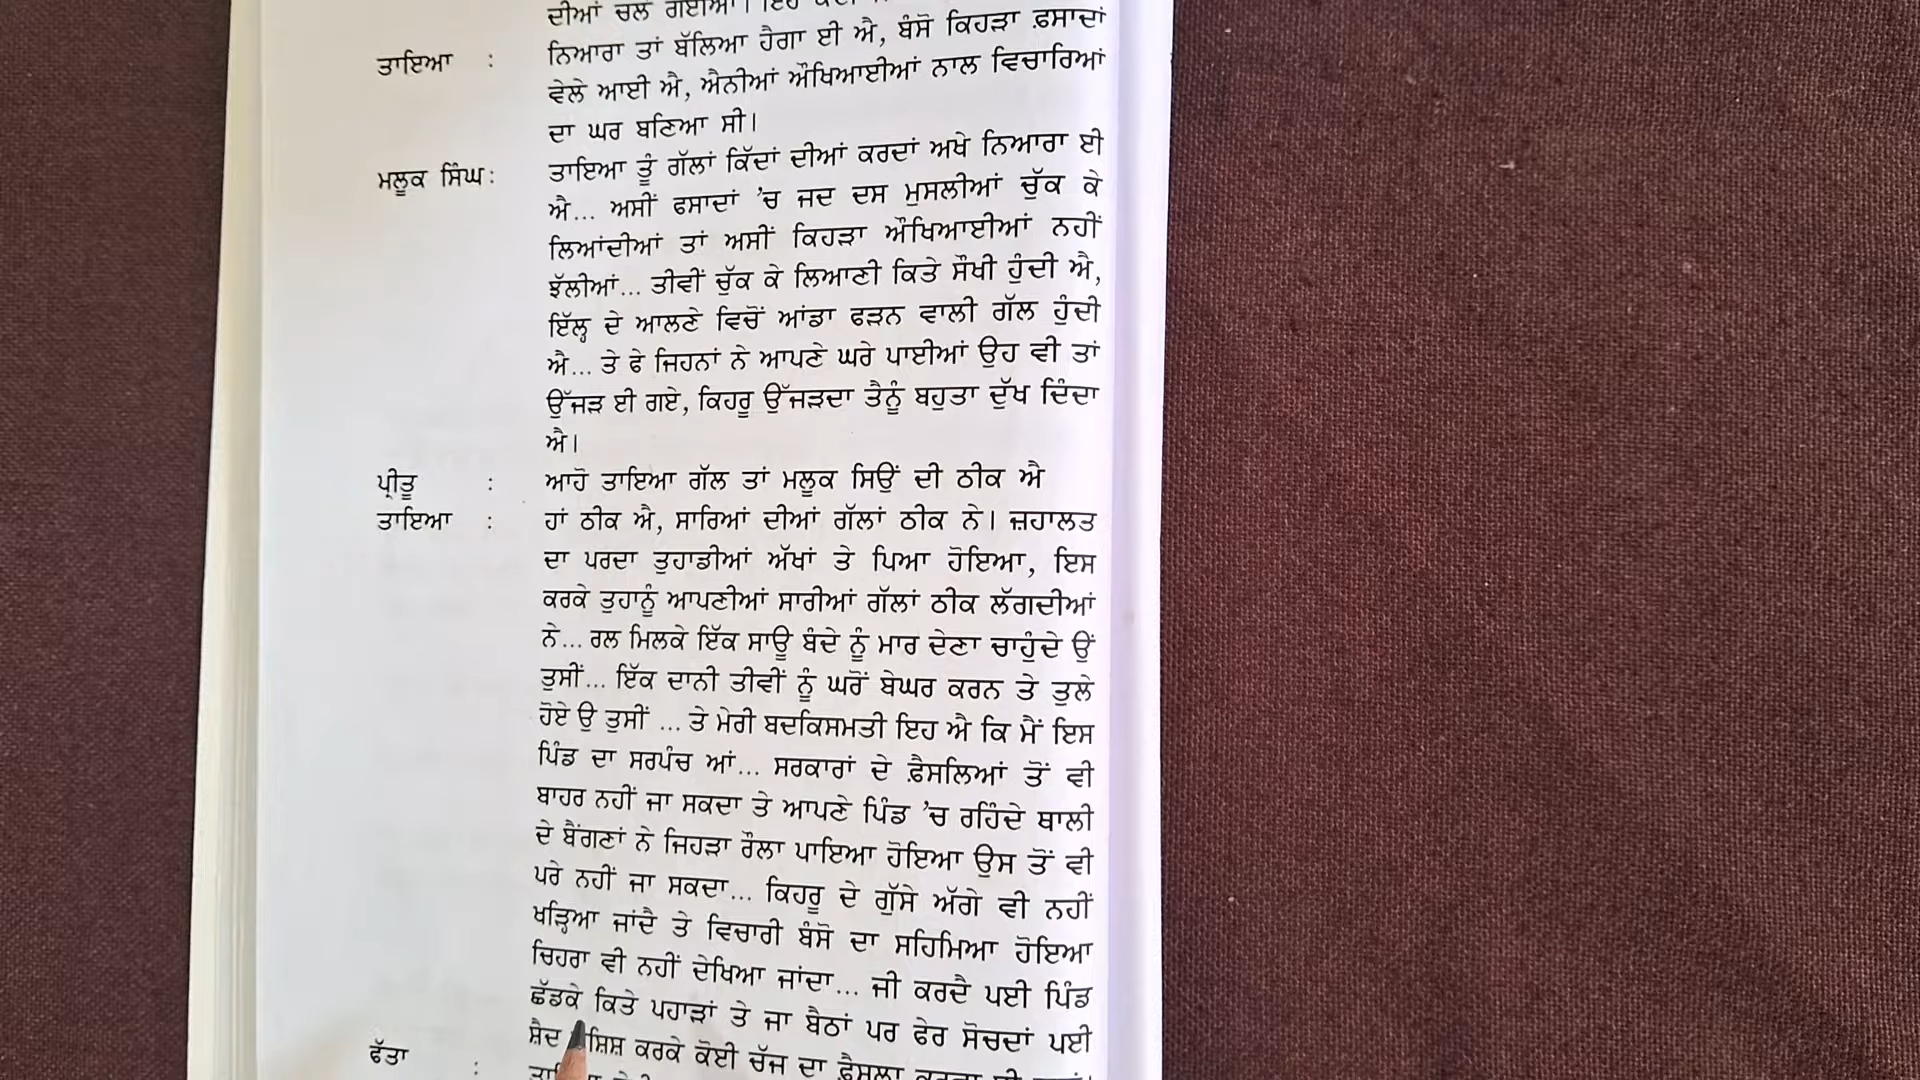 ਦੀਆਂ ਚਲ ਗਈਆਂ।
ਤਾਇਆ : ਨਿਆਰਾ ਤਾਂ ਬੱਲਿਆ ਹੈਗਾ ਈ ਐ, ਬੰਸੋ ਕਿਹੜਾ ਫ਼ਸਾਦਾਂ
ਵੇਲੇ ਆਈ ਐ, ਐਨੀਆਂ ਔਖਿਆਈਆਂ ਨਾਲ ਵਿਚਾਰਿਆਂ
ਦਾ ਘਰ ਬਣਿਆ ਸੀ।
ਮਲੂਕ ਸਿੰਘ: ਤਾਇਆ ਤੂੰ ਗੱਲਾਂ ਕਿੱਦਾਂ ਦੀਆਂ ਕਰਦਾਂ ਅਖੇ ਨਿਆਰਾ ਈ
ਐ... ਅਸੀਂ ਫਸਾਦਾਂ ’ਚ ਜਦ ਦਸ ਮੁਸਲੀਆਂ ਚੁੱਕ ਕੇ
ਲਿਆਂਦੀਆਂ ਤਾਂ ਅਸੀਂ ਕਿਹੜਾ ਔਖਿਆਈਆਂ ਨਹੀਂ
ਝੱਲੀਆਂ... ਤੀਵੀਂ ਚੁੱਕ ਕੇ ਲਿਆਣੀ ਕਿਤੇ ਸੌਖੀ ਹੁੰਦੀ ਐ,
ਇੱਲ੍ਹ ਦੇ ਆਲਣੇ ਵਿਚੋਂ ਆਂਡਾ ਫੜਨ ਵਾਲੀ ਗੱਲ ਹੁੰਦੀ
ਐ... ਤੇ ਫੇ ਜਿਹਨਾਂ ਨੇ ਆਪਣੇ ਘਰੇ ਪਾਈਆਂ ਉਹ ਵੀ ਤਾਂ
ਉੱਜੜ ਈ ਗਏ, ਕਿਹਰੂ ਉੱਜੜਦਾ ਤੈਨੂੰ ਬਹੁਤਾ ਦੁੱਖ ਦਿੰਦਾ
ਐ।
ਪ੍ਰੀਤੂ : ਆਹੋ ਤਾਇਆ ਗੱਲ ਤਾਂ ਮਲੂਕ ਸਿਉਂ ਦੀ ਠੀਕ ਐ
ਤਾਇਆ : ਹਾਂ ਠੀਕ ਐ, ਸਾਰਿਆਂ ਦੀਆਂ ਗੱਲਾਂ ਠੀਕ ਨੇ। ਜ਼ਹਾਲਤ
ਦਾ ਪਰਦਾ ਤੁਹਾਡੀਆਂ ਅੱਖਾਂ ਤੇ ਪਿਆ ਹੋਇਆ, ਇਸ
ਕਰਕੇ ਤੁਹਾਨੂੰ ਆਪਣੀਆਂ ਸਾਰੀਆਂ ਗੱਲਾਂ ਠੀਕ ਲੱਗਦੀਆਂ
ਨੇ... ਰਲ ਮਿਲਕੇ ਇੱਕ ਸਾਊ ਬੰਦੇ ਨੂੰ ਮਾਰ ਦੇਣਾ ਚਾਹੁੰਦੇ ਉਂ
ਤੁਸੀਂ... ਇੱਕ ਦਾਨੀ ਤੀਵੀਂ ਨੂੰ ਘਰੋਂ ਬੇਘਰ ਕਰਨ ਤੇ ਤੁਲੇ
ਹੋਏ ਉ ਤੁਸੀਂ ... ਤੇ ਮੇਰੀ ਬਦਕਿਸਮਤੀ ਇਹ ਐ ਕਿ ਮੈਂ ਇਸ
ਪਿੰਡ ਦਾ ਸਰਪੰਚ ਆਂ... ਸਰਕਾਰਾਂ ਦੇ ਫ਼ੈਸਲਿਆਂ ਤੋਂ ਵੀ
ਬਾਹਰ ਨਹੀਂ ਜਾ ਸਕਦਾ ਤੇ ਆਪਣੇ ਪਿੰਡ ’ਚ ਰਹਿੰਦੇ ਥਾਲੀ
ਦੇ ਬੈਂਗਣਾਂ ਨੇ ਜਿਹੜਾ ਰੌਲਾ ਪਾਇਆ ਹੋਇਆ ਉਸ ਤੋਂ ਵੀ
ਪਰੇ ਨਹੀਂ ਜਾ ਸਕਦਾ... ਕਿਹਰੂ ਦੇ ਗੁੱਸੇ ਅੱਗੇ ਵੀ ਨਹੀਂ
ਖੜ੍ਹਿਆ ਜਾਂਦੈ ਤੇ ਵਿਚਾਰੀ ਬੰਸੋ ਦਾ ਸਹਿਮਿਆ ਹੋਇਆ
ਚਿਹਰਾ ਵੀ ਨਹੀਂ ਦੇਖਿਆ ਜਾਂਦਾ... ਜੀ ਕਰਦੈ ਪਈ ਪਿੰਡ
ਛੱਡਕੇ ਕਿਤੇ ਪਹਾੜਾਂ ਤੇ ਜਾ ਬੈਠਾਂ ਪਰ ਫੇਰ ਸੋਚਦਾਂ ਪਈ
ਸ਼ੈਦ ਕਰਕੇ ਕੋਈ ਚੱਜ ਦਾ ਫ਼ੈਸਲਾ
ਫੱਤਾ :